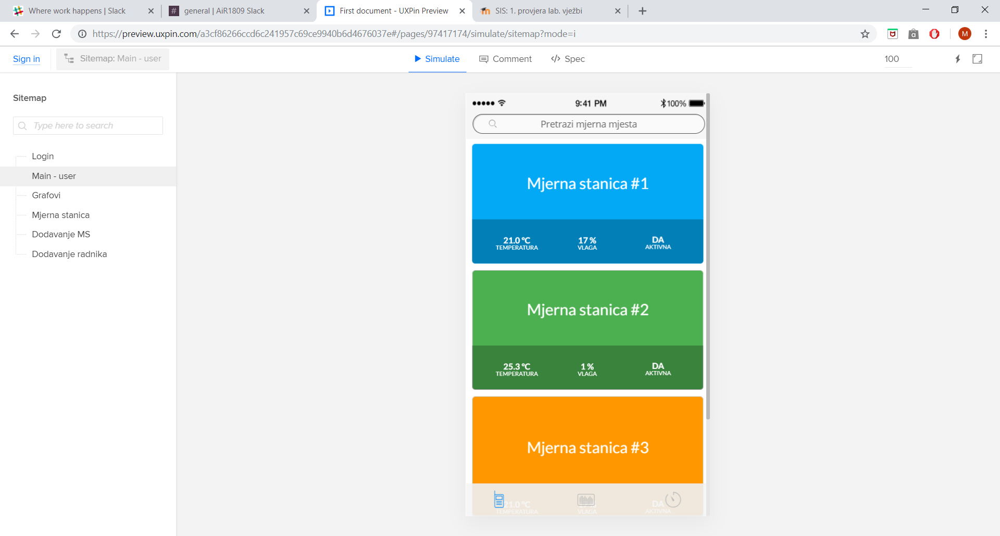 Where work happens | Slack
general | AiR1809 Slack
First document - UXPin Preview
SIS: 1. provjera lab. vježbi
https://preview.uxpin.com/a3cf86266ccd6c241957c69ce9940b6d4676037e#/pages/97417174/simulate/sitemap?mode=i
M
Sign in
Sitemap: Main - user
Simulate
Comment
Spec
100
Sitemap
Type here to search
Login
Main - user
Grafovi
Mjerna stanica
Dodavanje MS
Dodavanje radnika
9:41 PM
100%
Pretrazi mjerna mjesta
Mjerna stanica #1
21.0 ºC
TEMPERATURA
17 %
VLAGA
DA
AKTIVNA
Mjerna stanica #2
25.3 ºC
TEMPERATURA
1 %
VLAGA
DA
AKTIVNA
Mjerna stanica #3
21.0 ºC
TEMPERATURA
VLAGA
DA
AKTIVNA